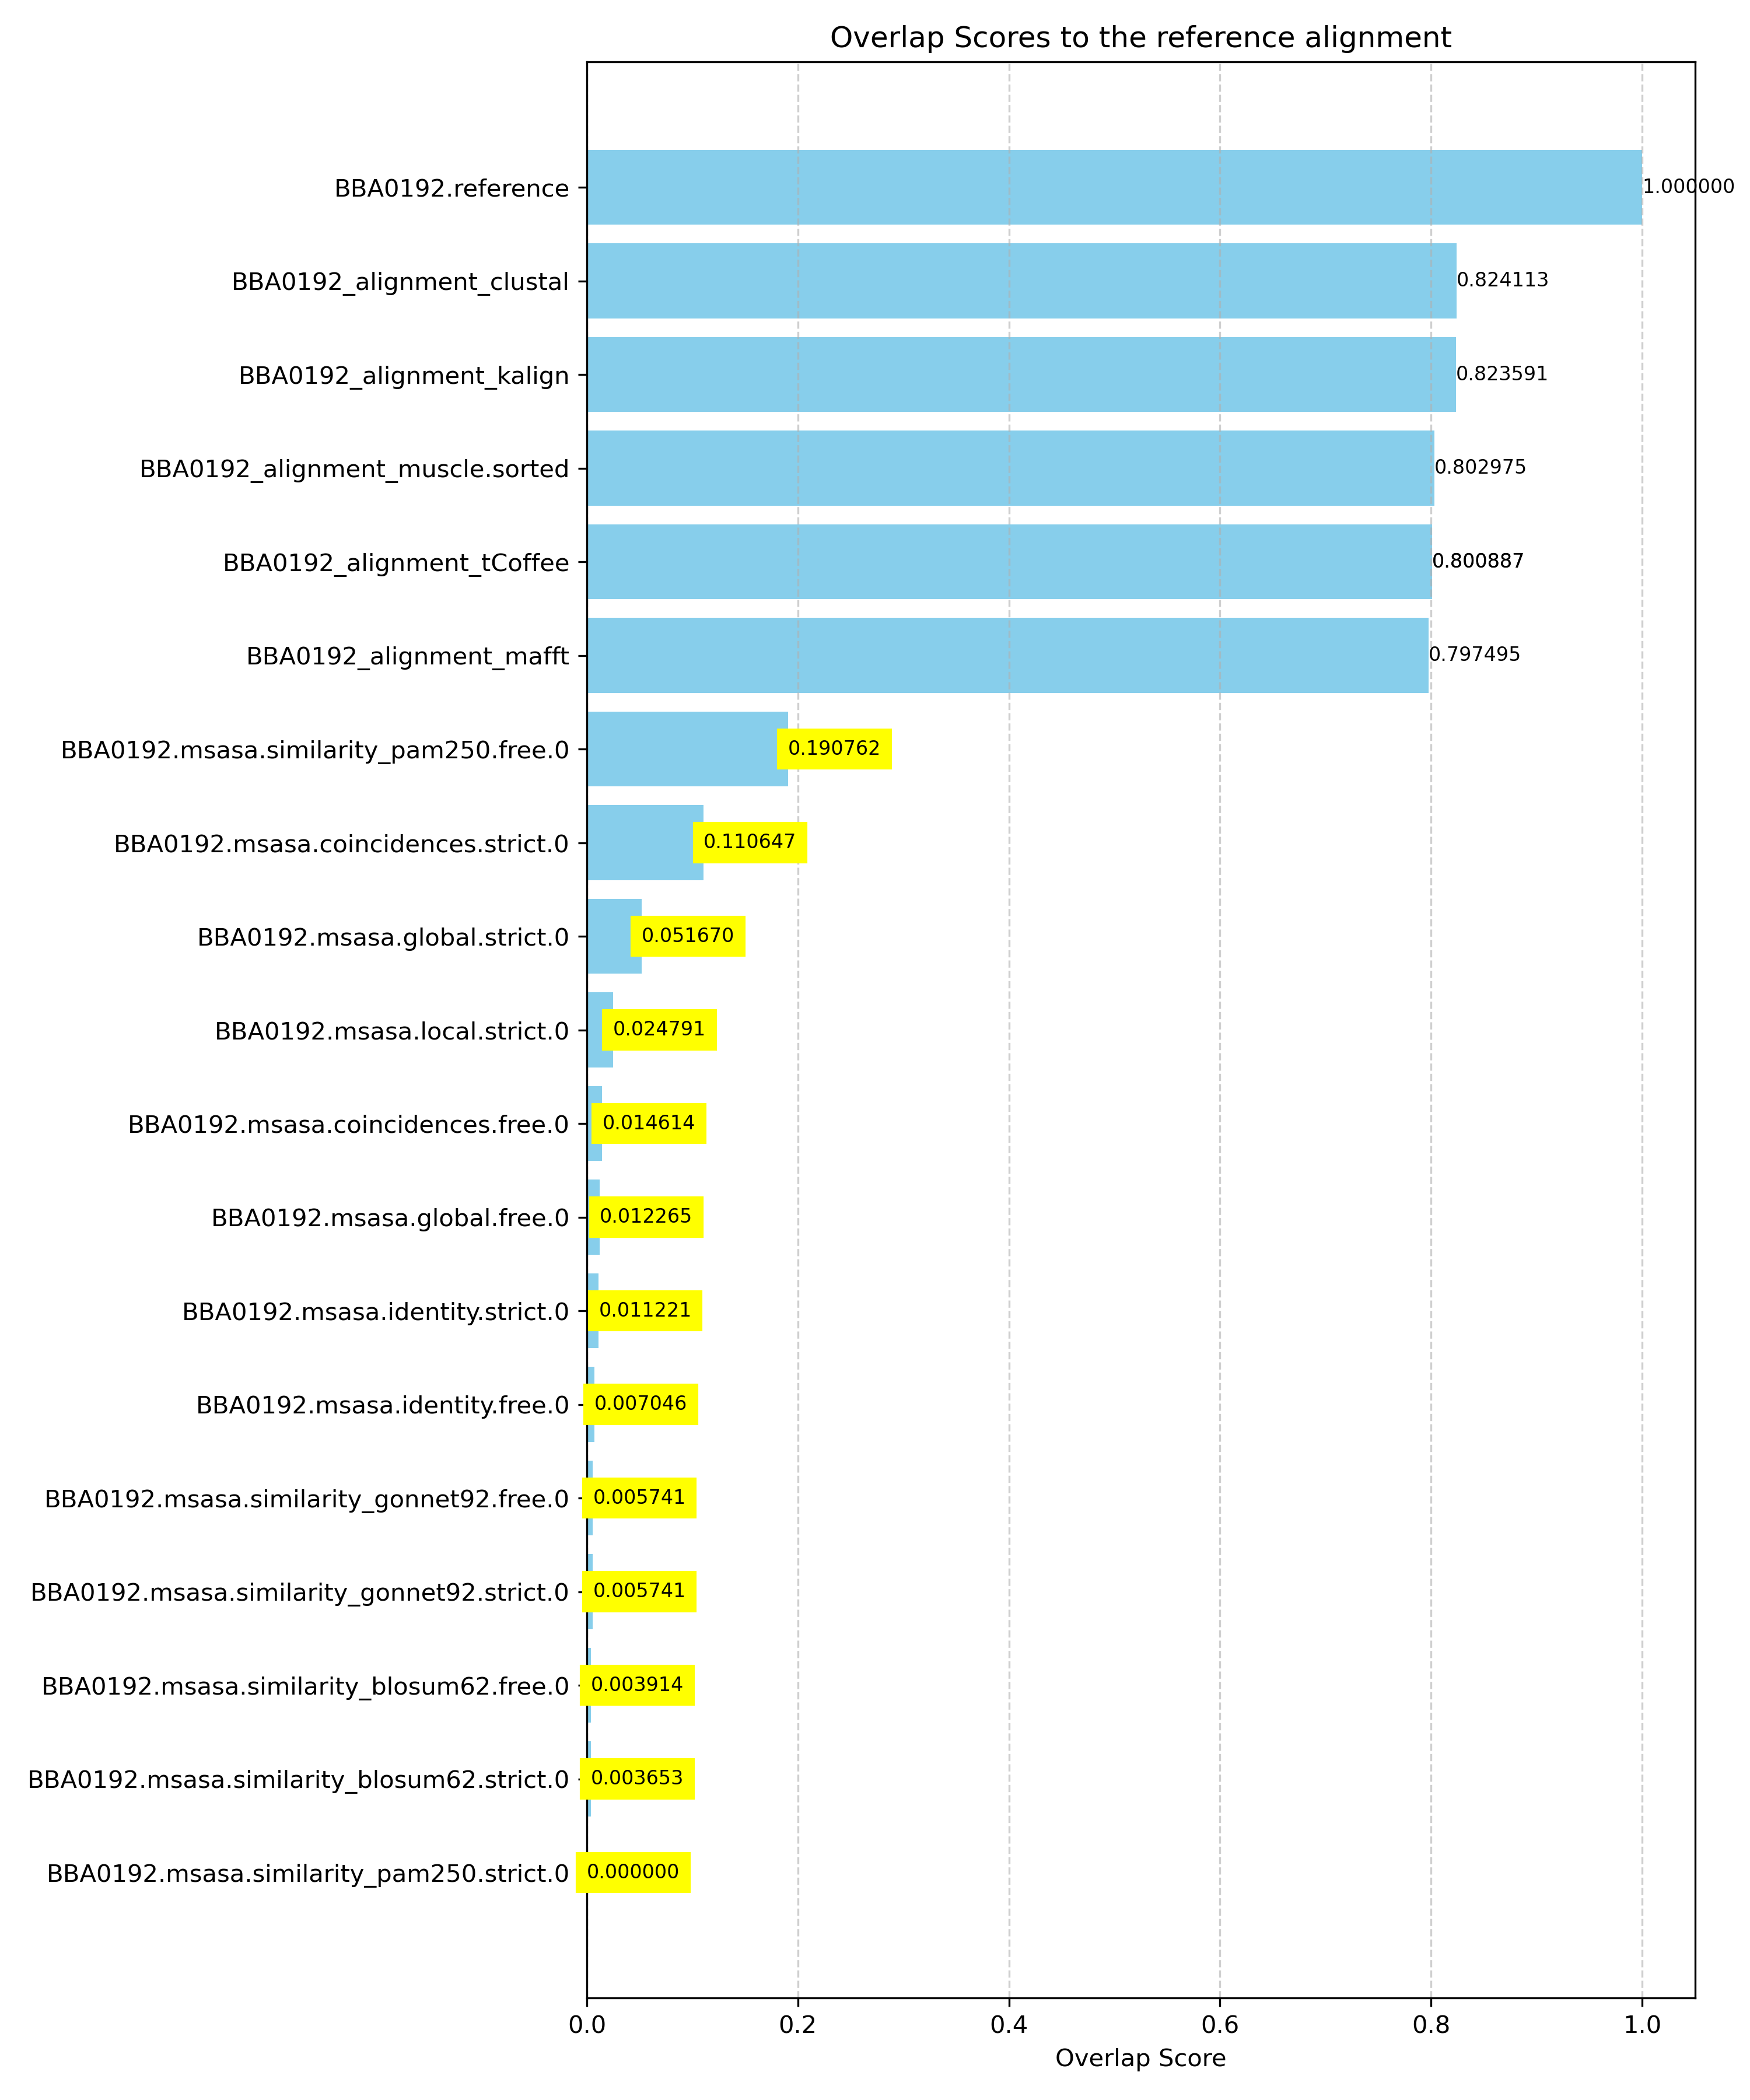 Overlap Scores to the reference alignment
BBA0192.reference 1.000000
BBA0192_alignment_clustal 0.824113
BBA0192_alignment_kalign 0.823591
BBA0192_alignment_muscle.sorted 0.802975
BBA0192_alignment_tCoffee 0.800887
BBA0192_alignment_mafft 0.797495
BBA0192.msasa.similarity_pam250.free.0 0.190762
BBA0192.msasa.coincidences.strict.0 0.110647
BBA0192.msasa.global.strict.0 0.051670
BBA0192.msasa.local.strict.0 0.024791
BBA0192.msasa.coincidences.free.0 0.014614
BBA0192.msasa.global.free.0 0.012265
BBA0192.msasa.identity.strict.0 0.011221
BBA0192.msasa.identity.free.0 0.007046
BBA0192.msasa.similarity_gonnet92.free.0 0.005741
BBA0192.msasa.similarity_gonnet92.strict.0 0.005741
BBA0192.msasa.similarity_blosum62.free.0 0.003914
BBA0192.msasa.similarity_blosum62.strict.0 0.003653
BBA0192.msasa.similarity_pam250.strict.0 0.000000
0.0 0.2 0.4 0.6 0.8 1.0
Overlap Score